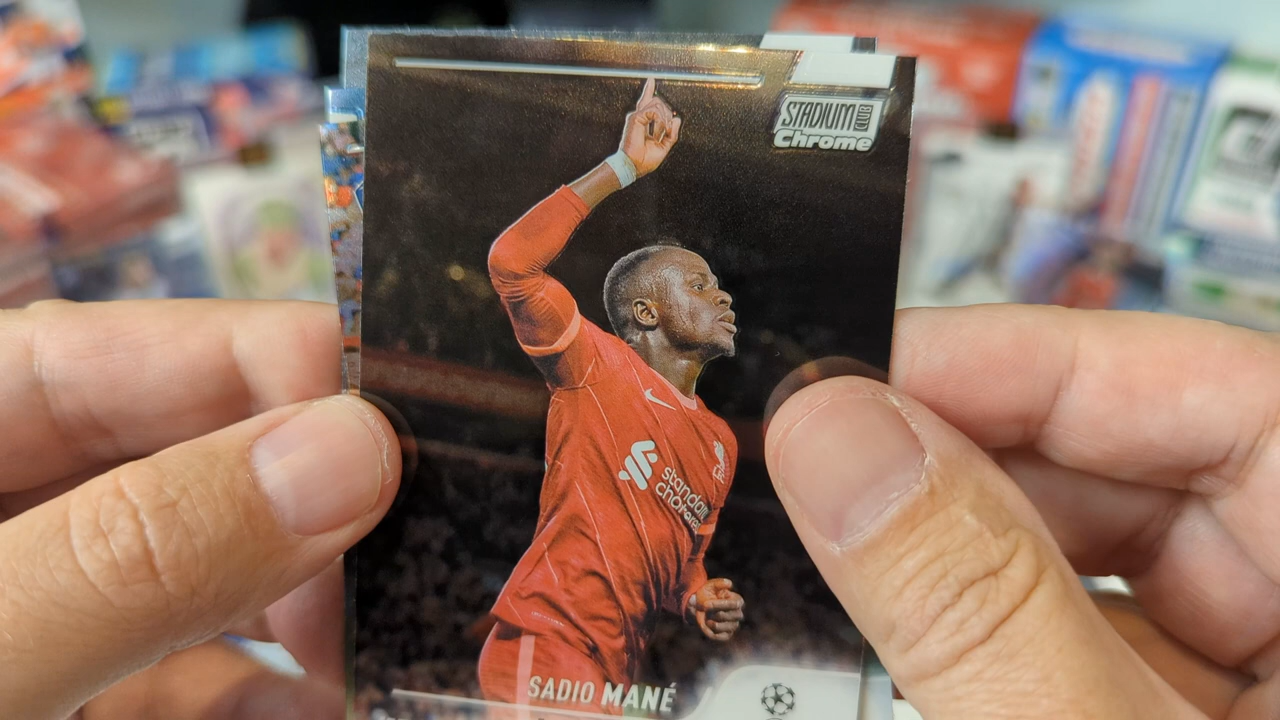 STADIUM CLUB
Chrome
standard
chartered
SADIO MANÉ